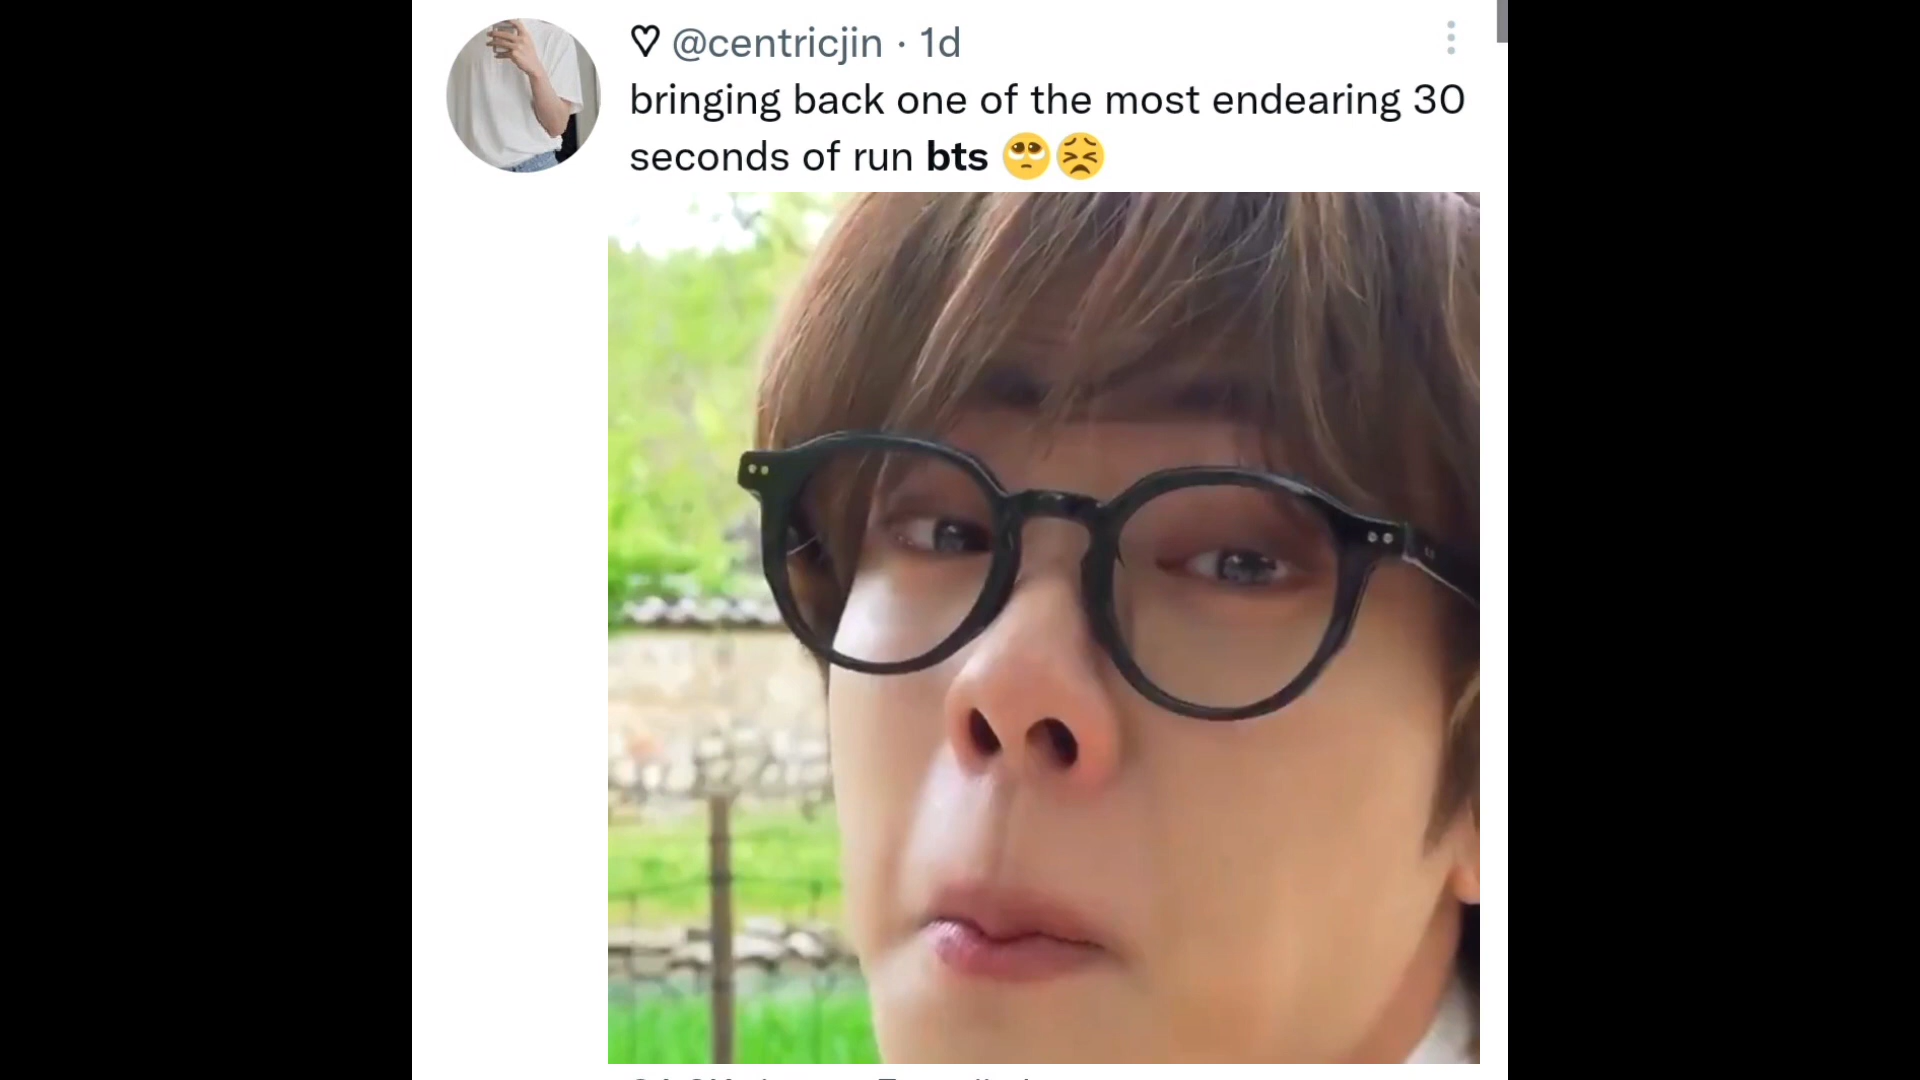 ♡ @centricjin · 1d
bringing back one of the most endearing 30
seconds of run bts 🥺😣